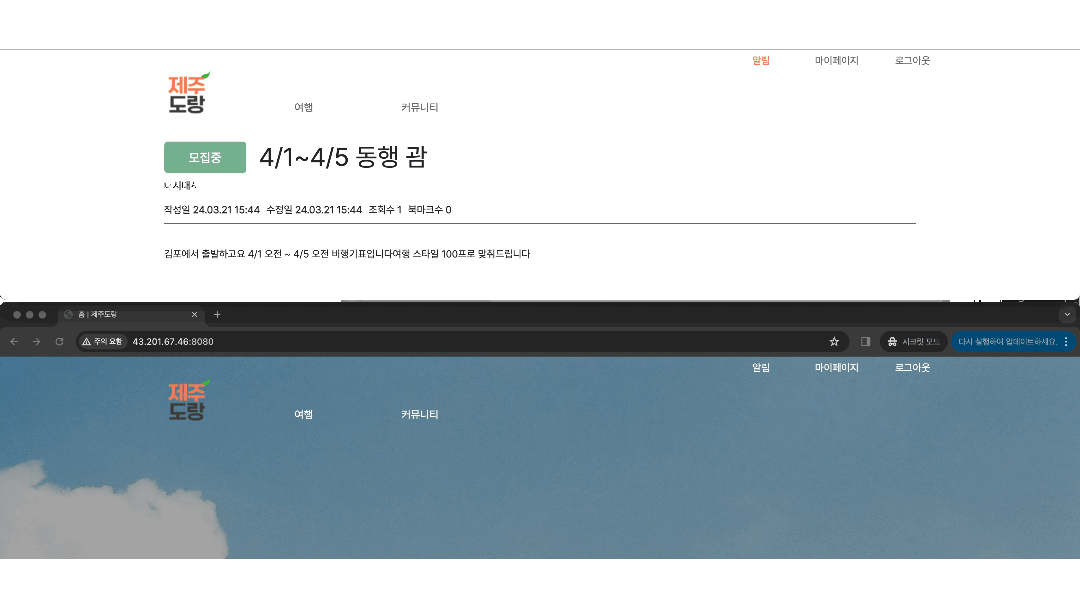 알림 마이페이지 로그아웃
제주
도랑
여행 커뮤니티
모집중 4/1~4/5 동행 괌
작성일 24.03.21 15:44 수정일 24.03.21 15:44 조회수 1 북마크수 0
김포에서 출발하고요 4/1 오전 ~ 4/5 오전 비행기표입니다여행 스타일 100프로 맞춰드립니다
홈 | 제주도랑
주의 요함 43.201.67.46:8080 시크릿 모드 다시 실행하여 업데이트하세요.
알림 마이페이지 로그아웃
제주
도랑
여행 커뮤니티